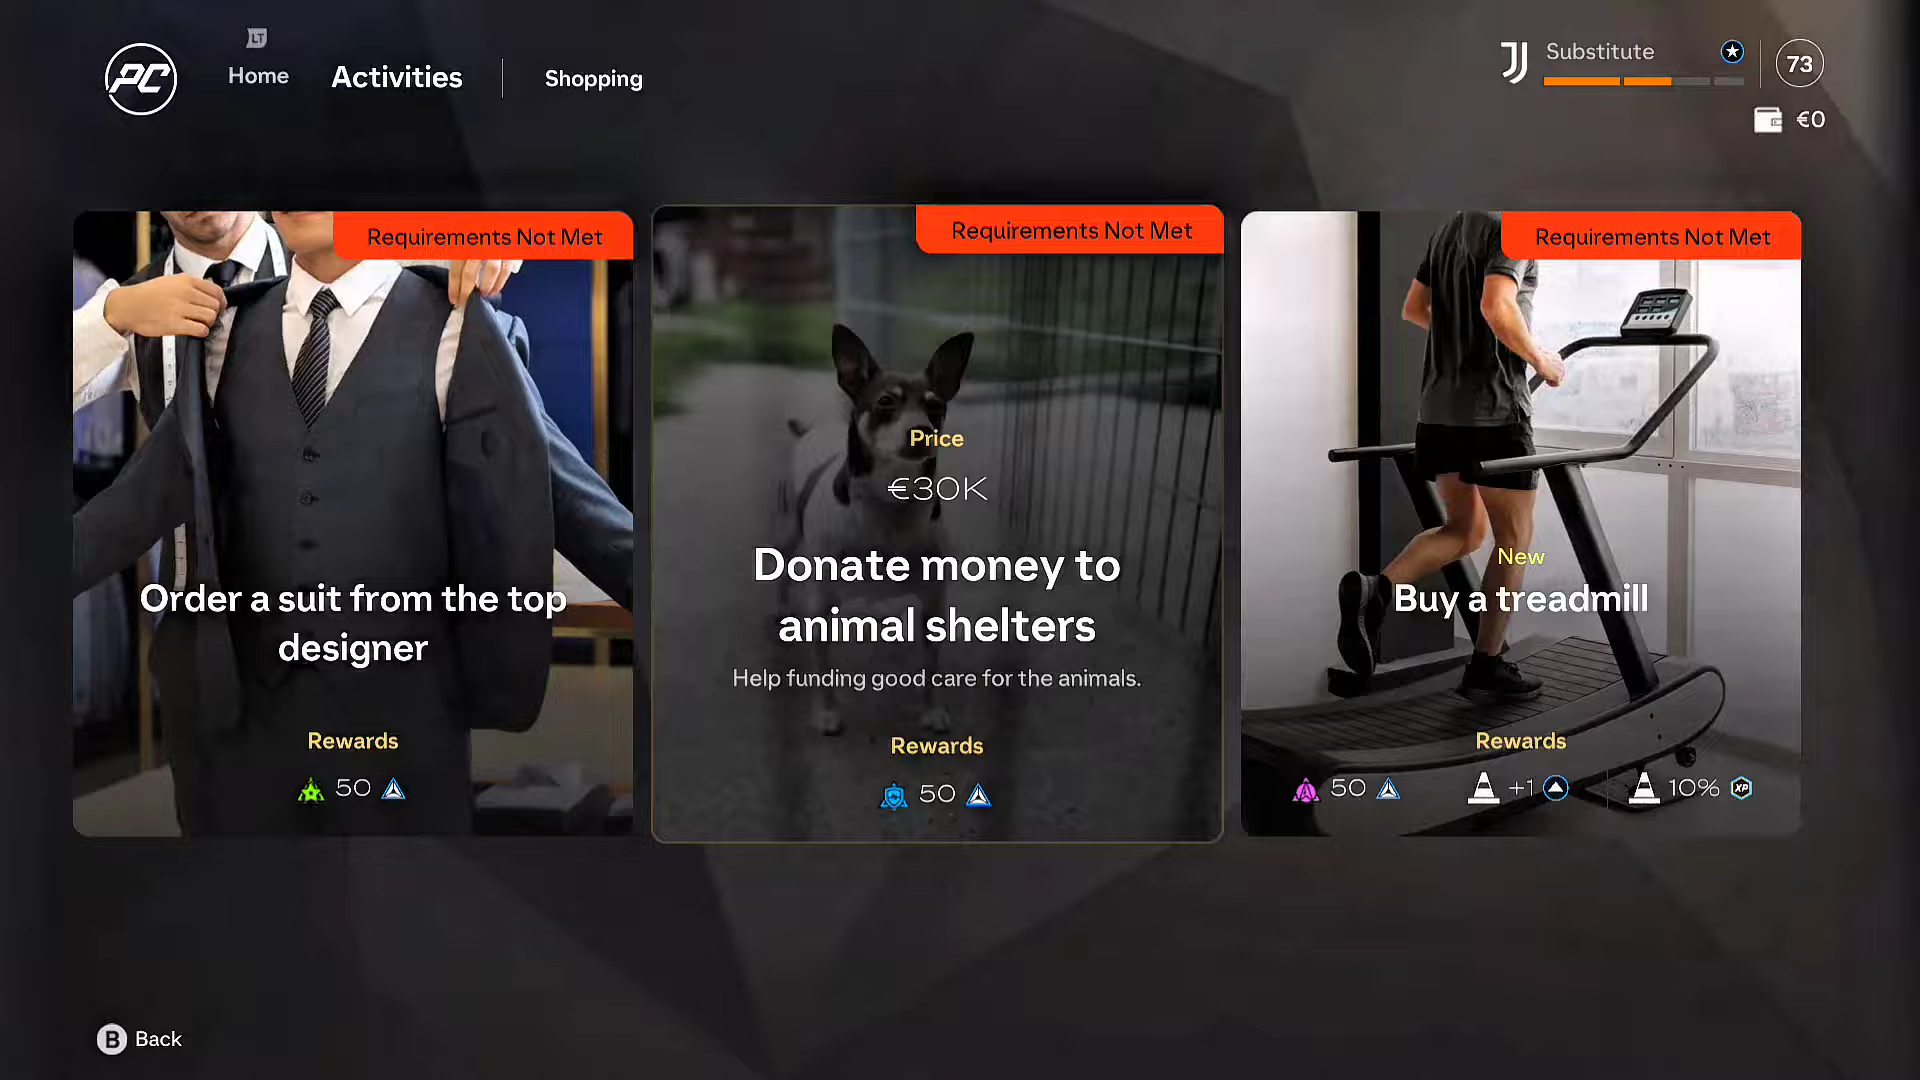 LT
PC
Home
Activities
Shopping
Substitute
73
€0
Requirements Not Met
Order a suit from the top
designer
Rewards
50
Requirements Not Met
Price
€30K
Donate money to
animal shelters
Help funding good care for the animals.
Rewards
50
Requirements Not Met
New
Buy a treadmill
Rewards
50
+1
10%
XP
B Back